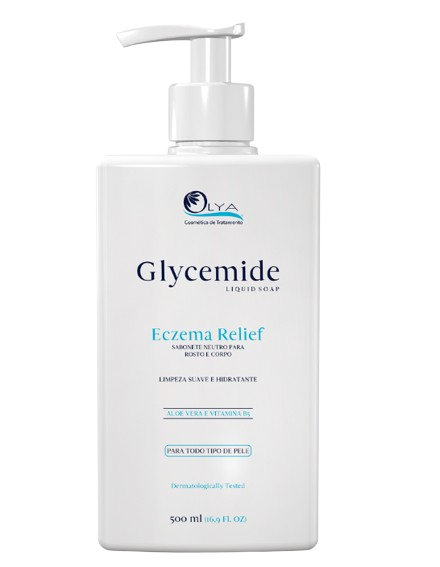 OLYA
Cosmética de Tratamento
Glycemide
LIQUID SOAP
Eczema Relief
SABONETE NEUTRO PARA
ROSTO E CORPO
LIMPEZA SUAVE E HIDRATANTE
ALOE VERA E VITAMINA B5
PARA TODO TIPO DE PELE
Dermatologically Tested
500 ml (16,9 FL OZ)